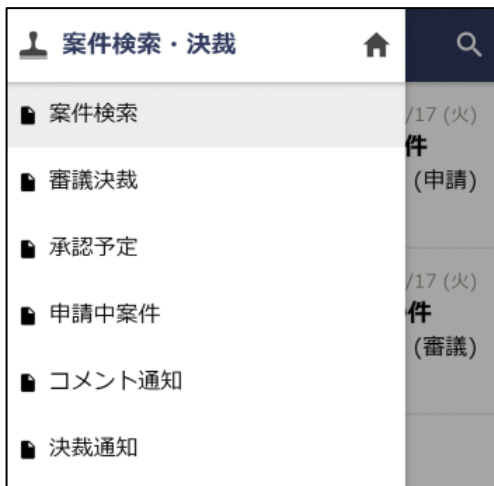 案件検索・決裁
案件検索
/17 (火)
件
審議決裁
(申請)
承認予定
/17 (火)
申請中案件
件
(審議)
コメント通知
決裁通知